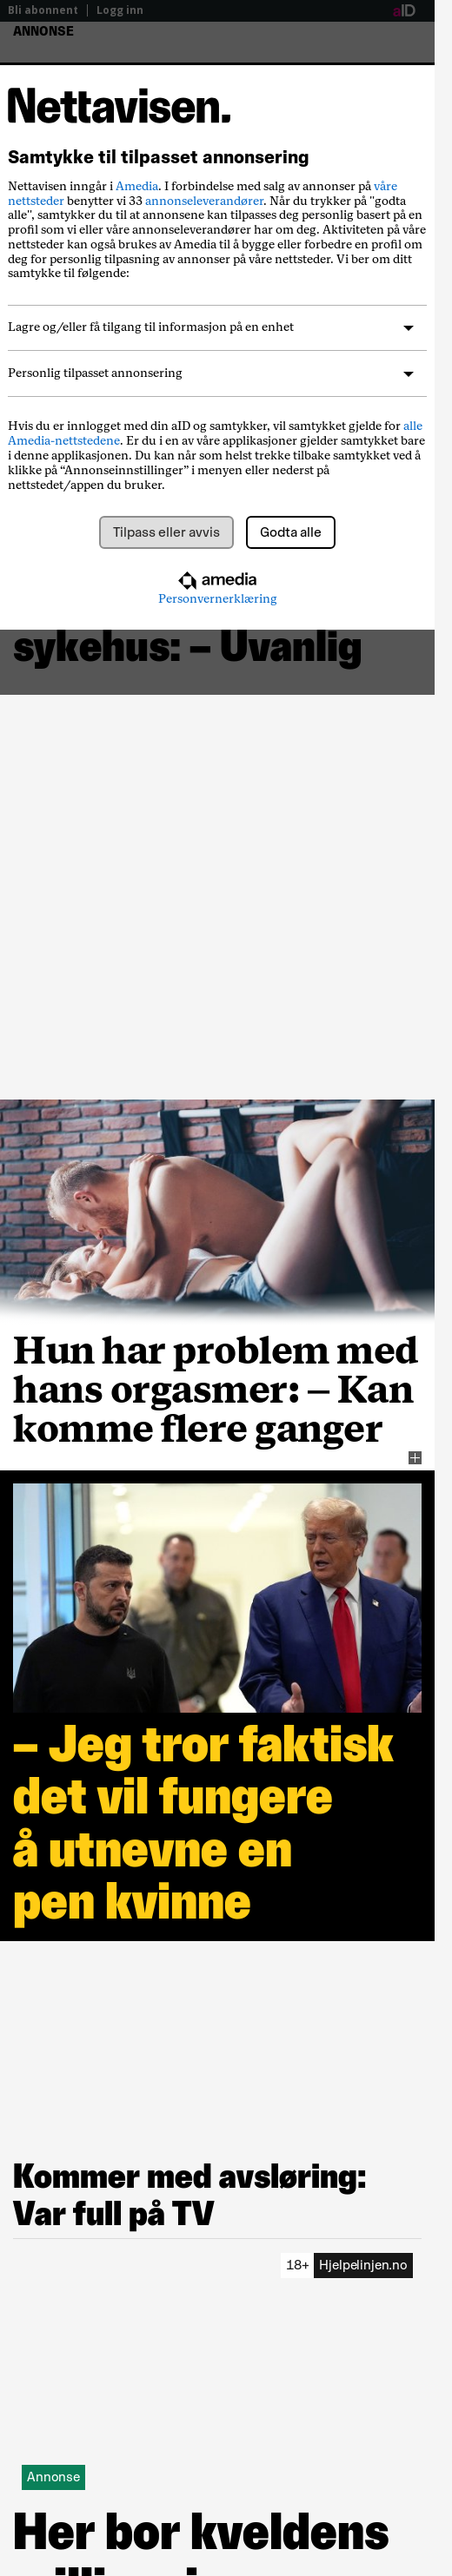 Bli abonnent | Logg inn
aID
ANNONSE
Nettavisen.
Samtykke til tilpasset annonsering
Nettavisen inngår i Amedia. I forbindelse med salg av annonser på våre
nettsteder benytter vi 33 annonseleverandører. Når du trykker på "godta
alle", samtykker du til at annonsene kan tilpasses deg personlig basert på en
profil som vi eller våre annonseleverandører har om deg. Aktiviteten på våre
nettsteder kan også brukes av Amedia til å bygge eller forbedre en profil om
deg for personlig tilpasning av annonser på våre nettsteder. Vi ber om ditt
samtykke til følgende:
Lagre og/eller få tilgang til informasjon på en enhet
Personlig tilpasset annonsering
Hvis du er innlogget med din aID og samtykker, vil samtykket gjelde for alle
Amedia-nettstedene. Er du i en av våre applikasjoner gjelder samtykket bare
i denne applikasjonen. Du kan når som helst trekke tilbake samtykket ved å
klikke på “Annonseinnstillinger” i menyen eller nederst på
nettstedet/appen du bruker.
Tilpass eller avvis
Godta alle
amedia
Personvernerklæring
sykehus: – Uvanlig
Hun har problem med
hans orgasmer: – Kan
komme flere ganger
– Jeg tror faktisk
det vil fungere
å utnevne en
pen kvinne
Kommer med avsløring:
Var full på TV
18+ Hjelpelinjen.no
Annonse
Her bor kveldens